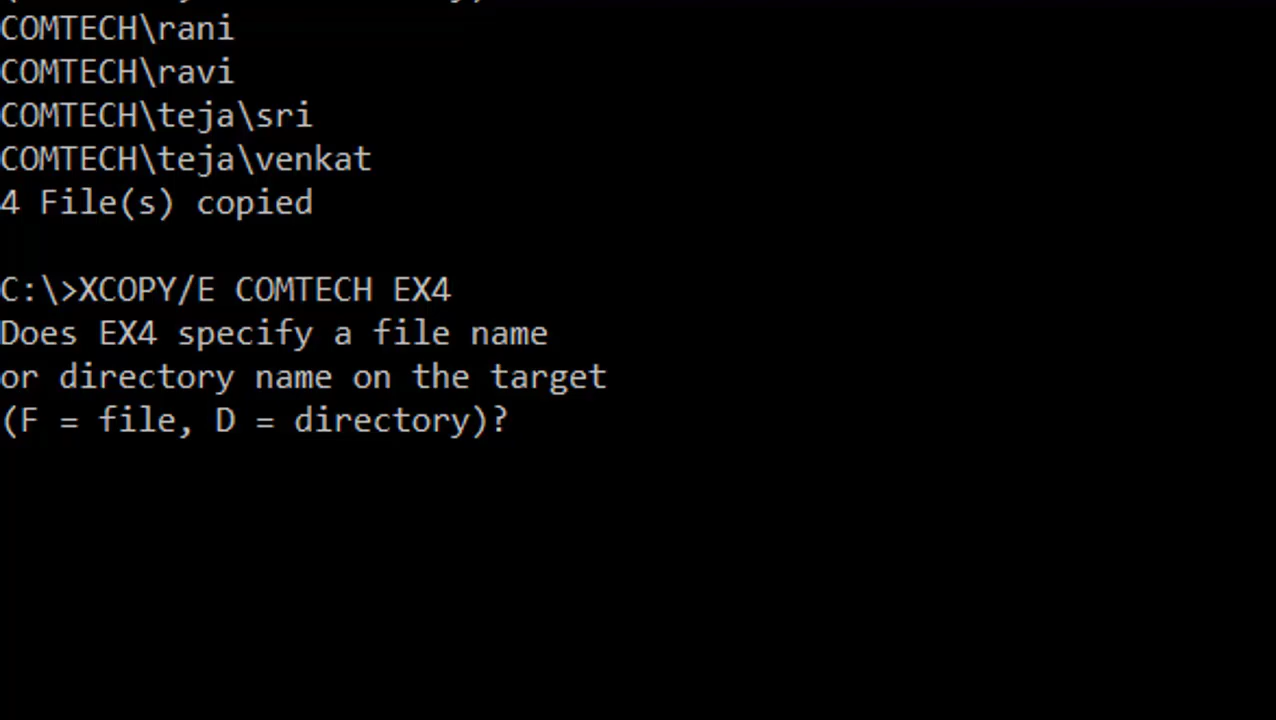 COMTECH\rani
COMTECH\ravi
COMTECH\teja\sri
COMTECH\teja\venkat
4 File(s) copied
C:\>XCOPY/E COMTECH EX4
Does EX4 specify a file name
or directory name on the target
(F = file, D = directory)?